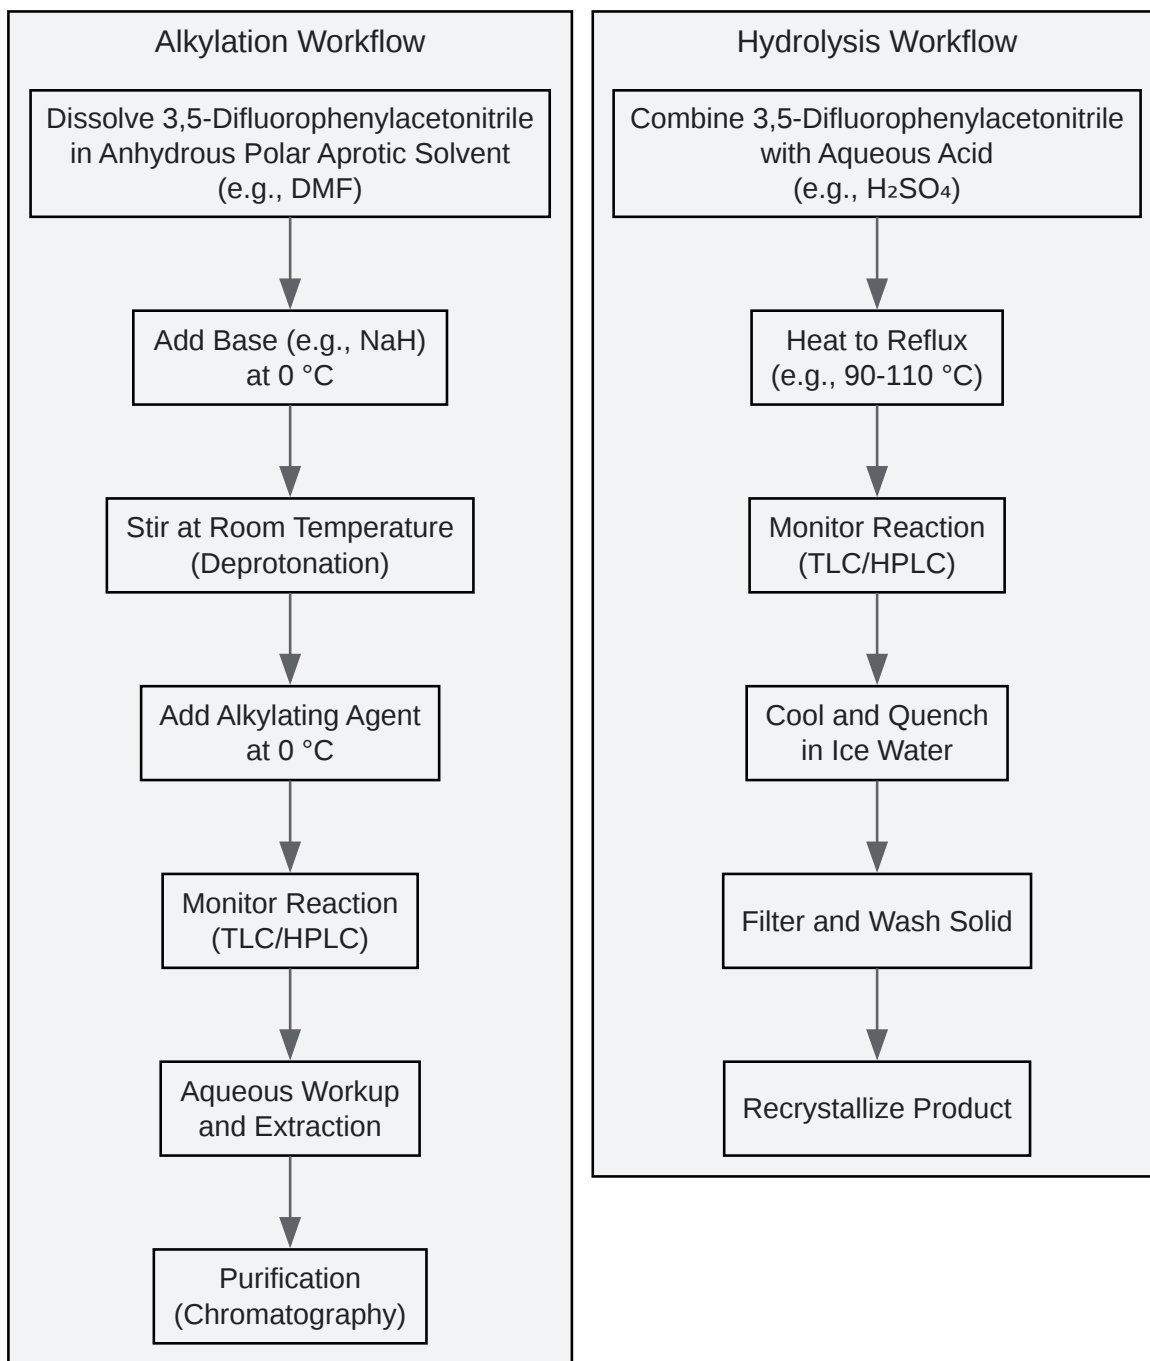 Alkylation Workflow
Dissolve 3,5-Difluorophenylacetonitrile
in Anhydrous Polar Aprotic Solvent
(e.g., DMF)
Add Base (e.g., NaH)
at 0 °C
Stir at Room Temperature
(Deprotonation)
Add Alkylating Agent
at 0 °C
Monitor Reaction
(TLC/HPLC)
Aqueous Workup
and Extraction
Purification
(Chromatography)
Hydrolysis Workflow
Combine 3,5-Difluorophenylacetonitrile
with Aqueous Acid
(e.g., H₂SO₄)
Heat to Reflux
(e.g., 90-110 °C)
Monitor Reaction
(TLC/HPLC)
Cool and Quench
in Ice Water
Filter and Wash Solid
Recrystallize Product